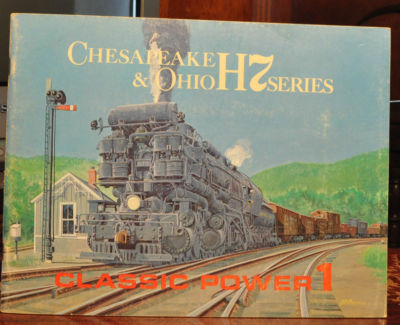 CHESAPEAKE
& OHIO H7 SERIES
CLASSIC POWER 1